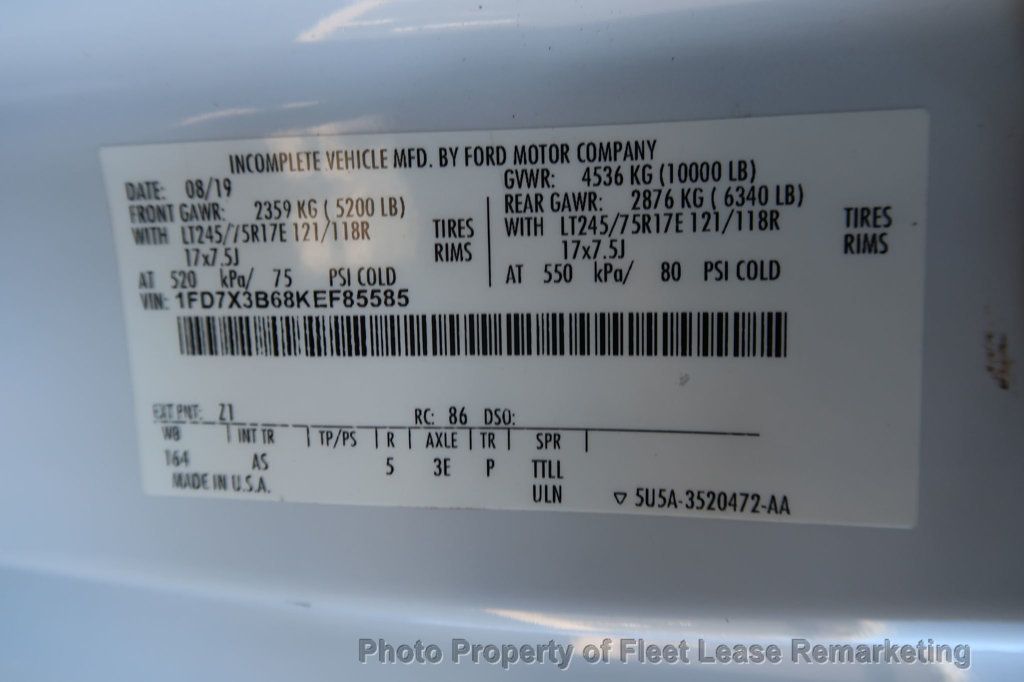 INCOMPLETE VEHICLE MFD. BY FORD MOTOR COMPANY
DATE: 08/19 GVWR: 4536 KG (10000 LB)
FRONT GAWR: 2359 KG ( 5200 LB) REAR GAWR: 2876 KG ( 6340 LB)
WITH LT245/75R17E 121/118R TIRES WITH LT245/75R17E 121/118R TIRES
17x7.5J RIMS 17x7.5J RIMS
AT 520 kPa/ 75 PSI COLD AT 550 kPa/ 80 PSI COLD
VIN: 1FD7X3B68KEF85585
EXT PNT: Z1 RC: 86 DSO:
WB INT TR TP/PS R AXLE TR SPR
164 AS 5 3E P TTLL
MADE IN U.S.A. ULN ▽ 5U5A-3520472-AA
Photo Property of Fleet Lease Remarketing